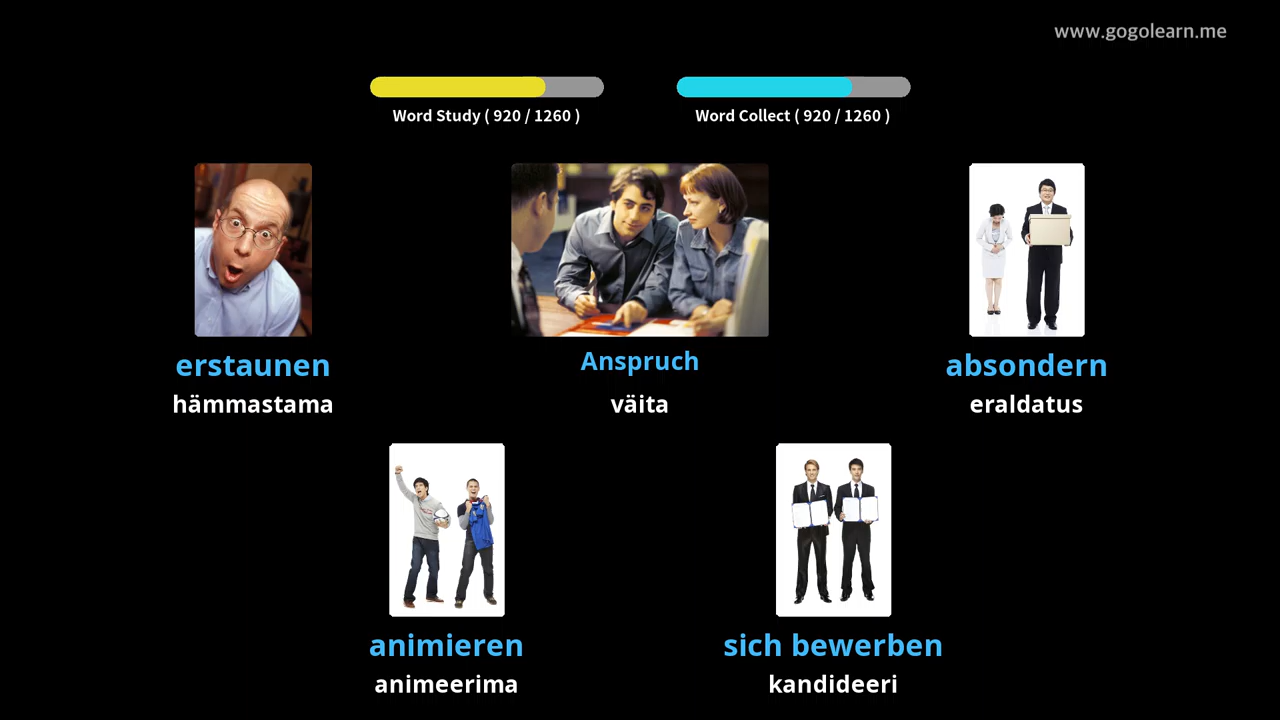 www.gogolearn.me
Word Study ( 920 / 1260 )
Word Collect ( 920 / 1260 )
erstaunen
hämmastama
Anspruch
väita
absondern
eraldatus
animieren
animeerima
sich bewerben
kandideeri